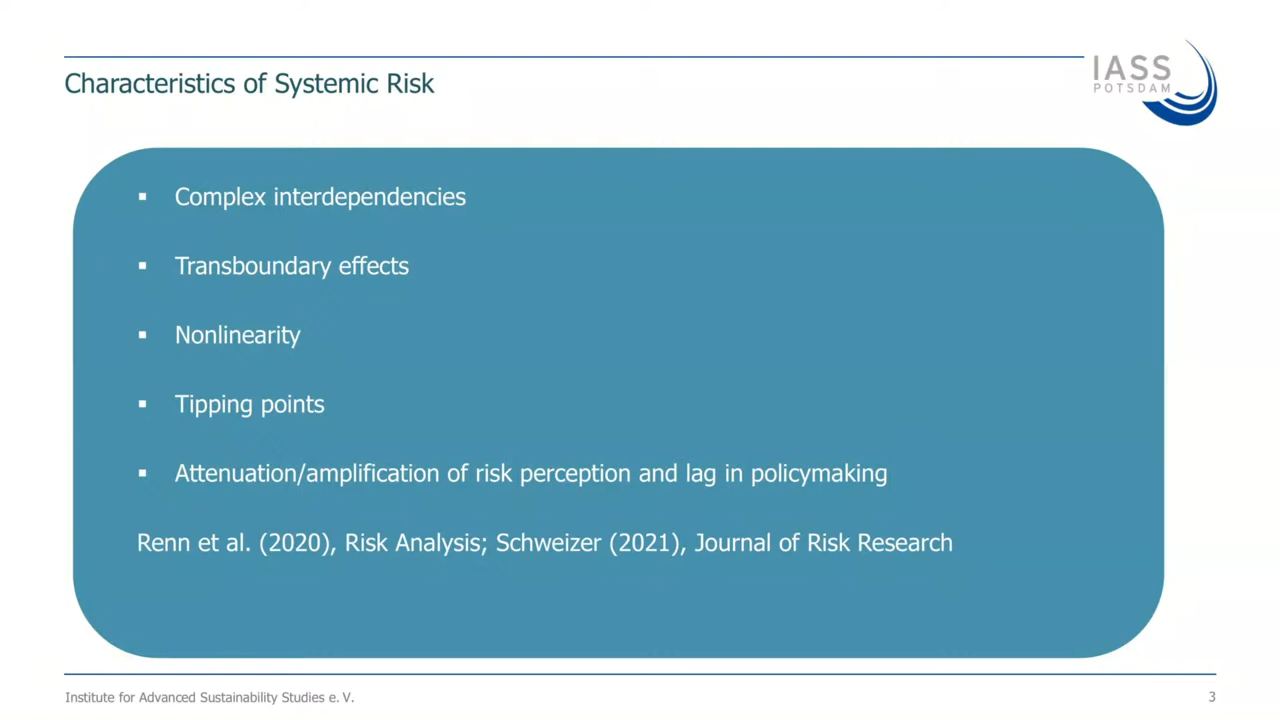 Characteristics of Systemic Risk
IASS
POTSDAM
▪ Complex interdependencies
▪ Transboundary effects
▪ Nonlinearity
▪ Tipping points
▪ Attenuation/amplification of risk perception and lag in policymaking
Renn et al. (2020), Risk Analysis; Schweizer (2021), Journal of Risk Research
Institute for Advanced Sustainability Studies e. V.
3